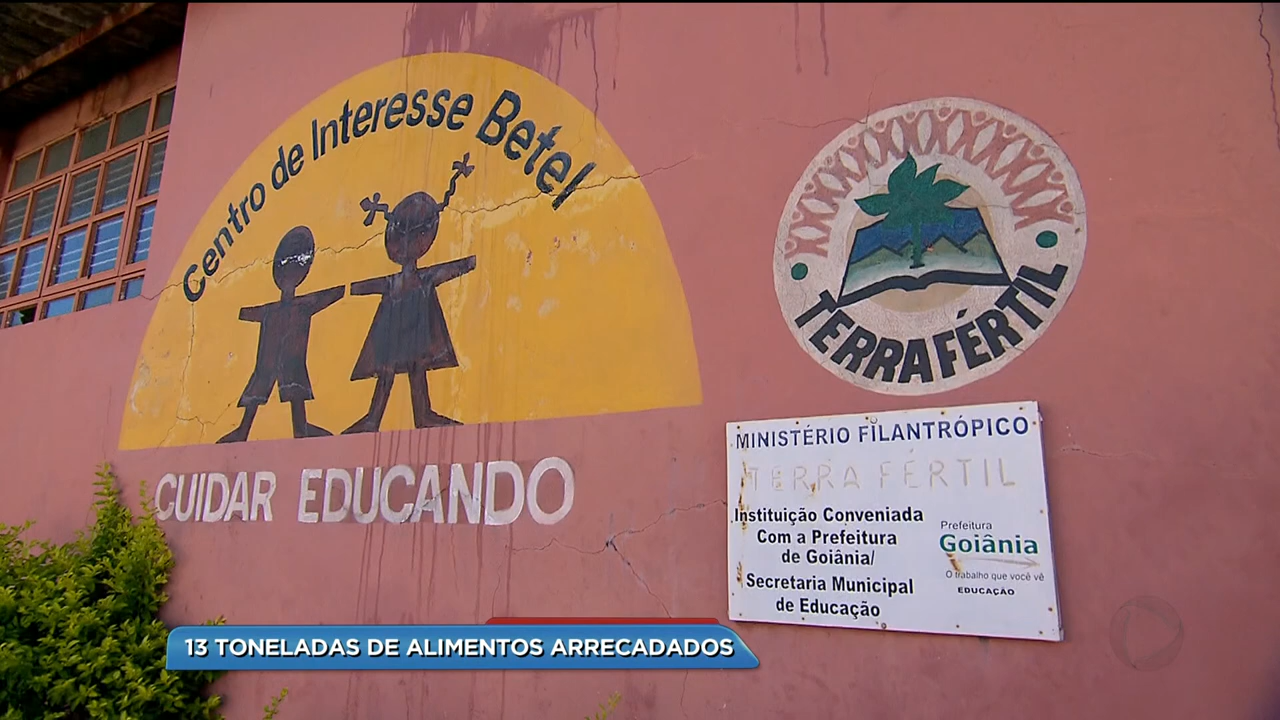 Centro de Interesse Betel
CUIDAR EDUCANDO
TERRA FÉRTIL
MINISTÉRIO FILANTRÓPICO
TERRA FÉRTIL
Instituição Conveniada
Com a Prefeitura
de Goiânia/
Secretaria Municipal
de Educação
Prefeitura
Goiânia
O trabalho que você vê
EDUCAÇÃO
13 TONELADAS DE ALIMENTOS ARRECADADOS